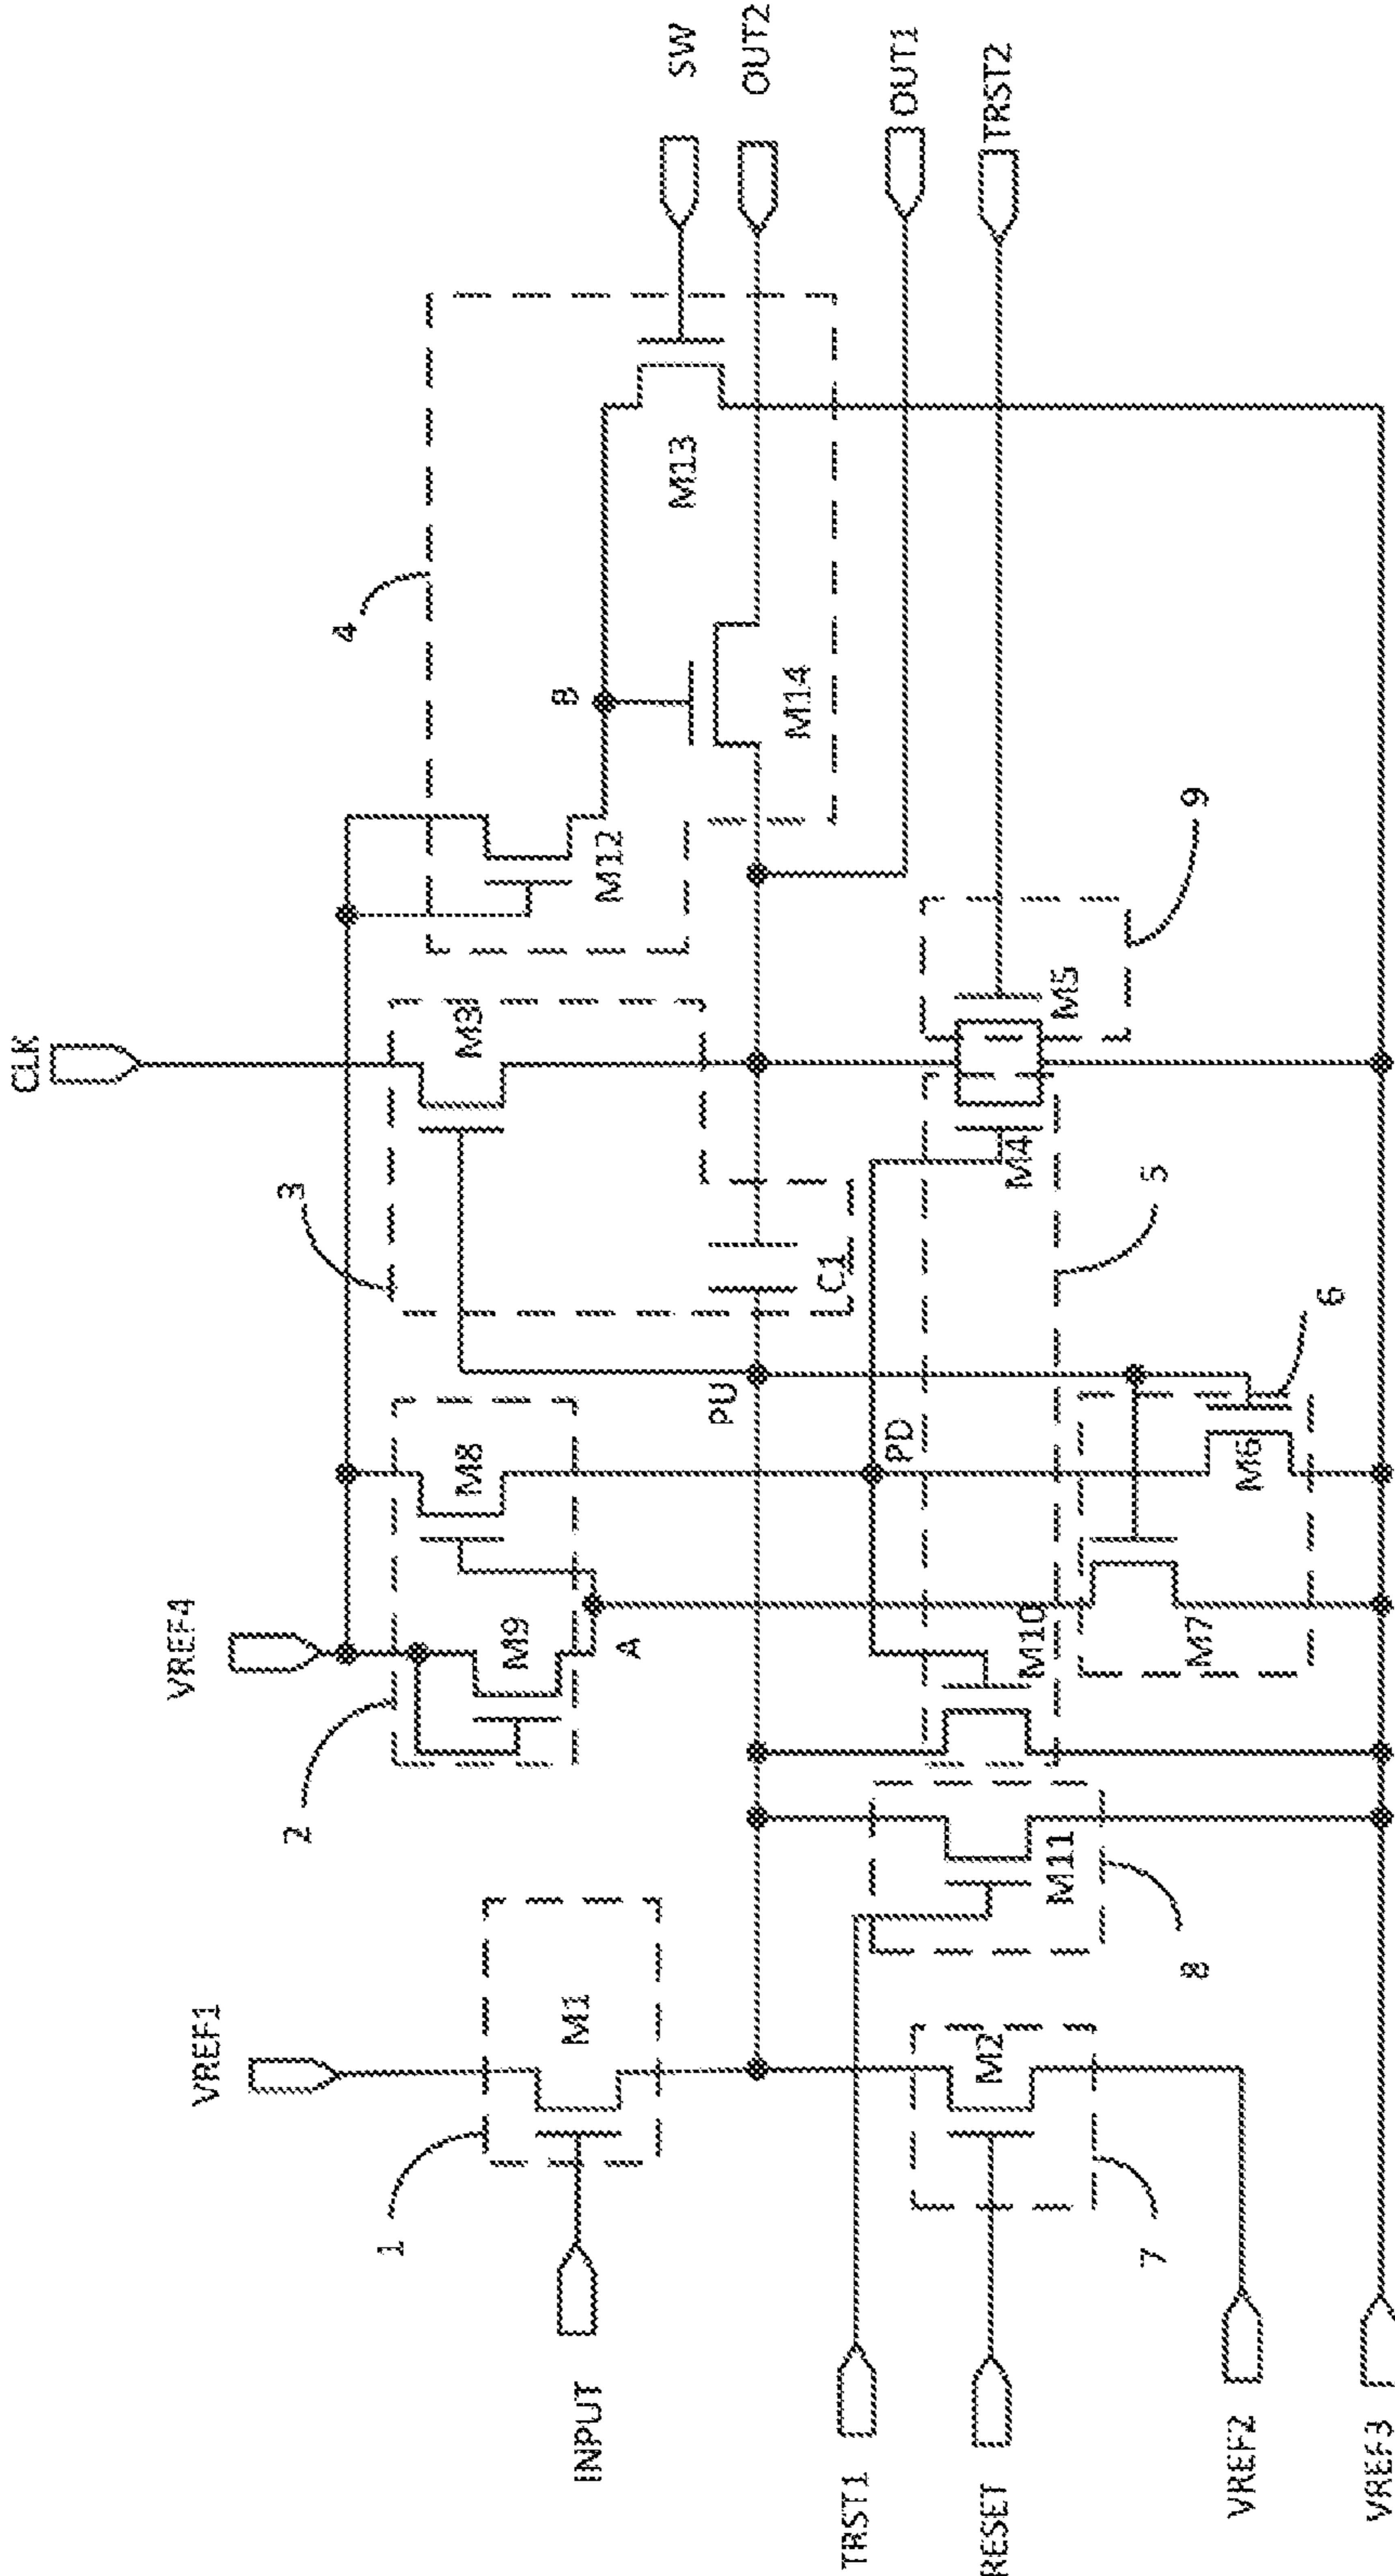 CLK
VREF4
VREF1
SW
OUT2
OUT1
TRST2
4
B
M13
M14
M12
9
M3
M5
M4
3
C1
5
PU
PD
M8
M9
A
2
6
M6
M7
M10
M11
8
M1
1
M2
7
INPUT
TRST1
RESET
VREF2
VREF3